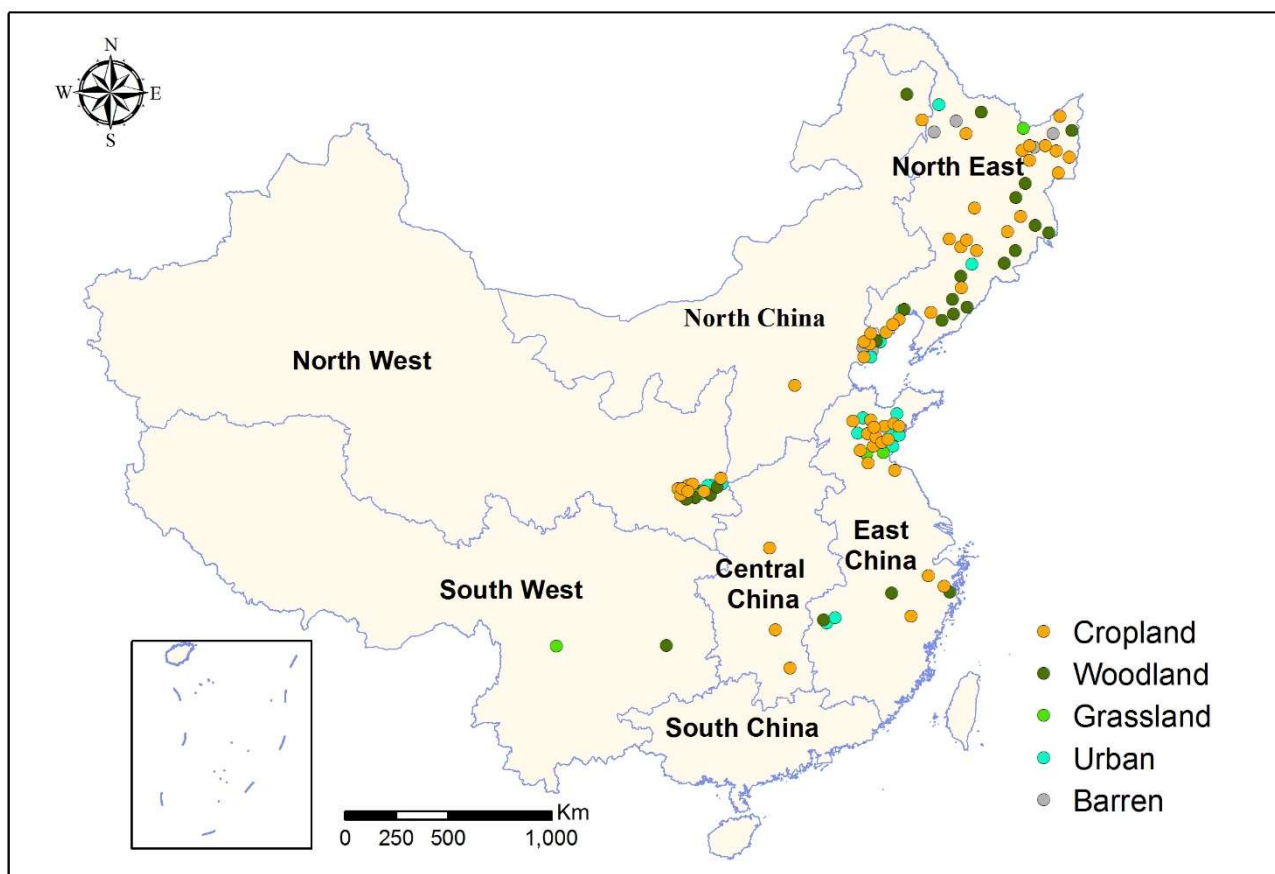 N
W
E
S
North East
North China
North West
East
China
Central
China
South West
South China
Cropland
Woodland
Grassland
Urban
Barren
Km
0 250 500 1,000